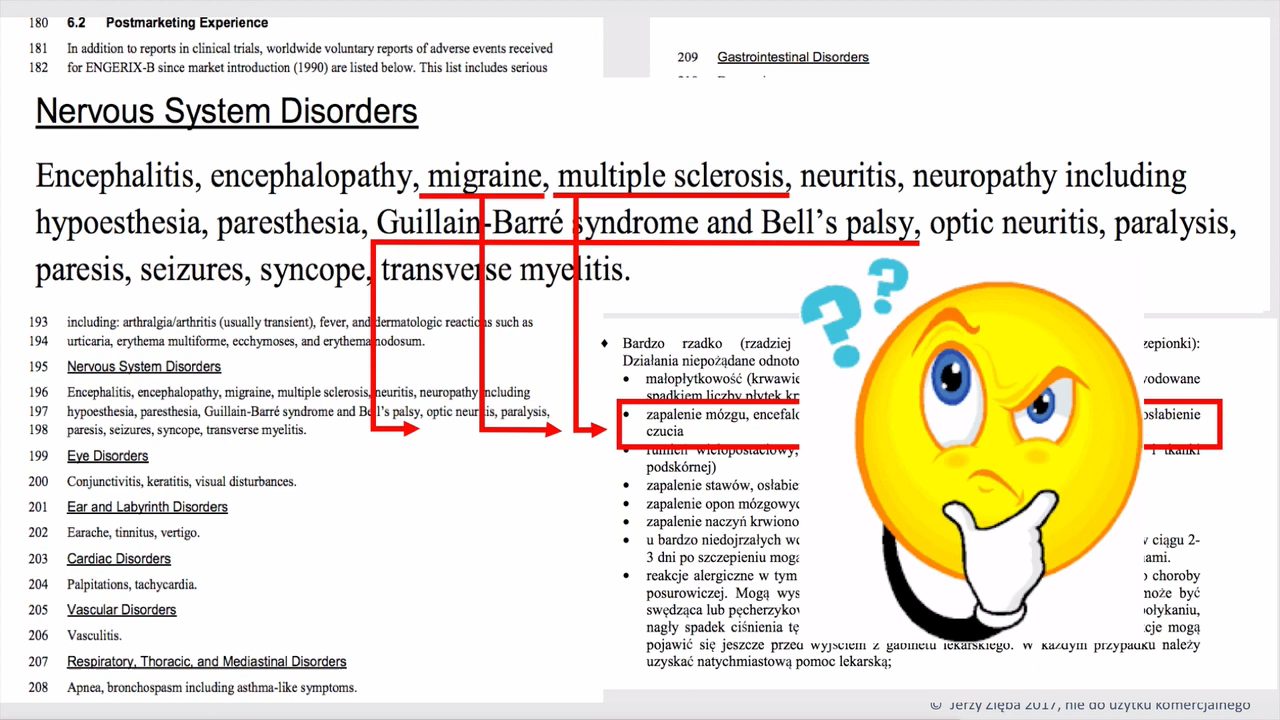 180 6.2 Postmarketing Experience
181 In addition to reports in clinical trials, worldwide voluntary reports of adverse events received
182 for ENGERIX-B since market introduction (1990) are listed below. This list includes serious
209 Gastrointestinal Disorders
Nervous System Disorders
Encephalitis, encephalopathy, migraine, multiple sclerosis, neuritis, neuropathy including
hypoesthesia, paresthesia, Guillain-Barré syndrome and Bell's palsy, optic neuritis, paralysis,
paresis, seizures, syncope, transverse myelitis.
193 including: arthralgia/arthritis (usually transient), fever, and dermatologic reactions such as
194 urticaria, erythema multiforme, ecchymoses, and erythema nodosum.
195 Nervous System Disorders
196 Encephalitis, encephalopathy, migraine, multiple sclerosis, neuritis, neuropathy including
197 hypoesthesia, paresthesia, Guillain-Barré syndrome and Bell's palsy, optic neuritis, paralysis,
198 paresis, seizures, syncope, transverse myelitis.
199 Eye Disorders
200 Conjunctivitis, keratitis, visual disturbances.
201 Ear and Labyrinth Disorders
202 Earache, tinnitus, vertigo.
203 Cardiac Disorders
204 Palpitations, tachycardia.
205 Vascular Disorders
206 Vasculitis.
207 Respiratory, Thoracic, and Mediastinal Disorders
208 Apnea, bronchospasm including asthma-like symptoms.
♦ Bardzo rzadko (rzadziej
Działania niepożądane
• małopłytkowość
spadkiem liczby płytek
• zapalenie mózgu, osłabienie
czucia
• rumień wielopostaciowy, i tkanki
podskórnej)
• zapalenie stawów,
• zapalenie opon
• zapalenie naczyń
• u bardzo niedojrzałych w ciągu 2-
3 dni po szczepieniu
• reakcje alergiczne w tym choroby
posurowiczej. Mogą może być
swędząca lub
nagły spadek ciśnienia mogą
pojawić się jeszcze przed wyjściem z gabinetu lekarskiego. W każdym przypadku należy
uzyskać natychmiastową pomoc lekarską;
? ?
© Jerzy Zięba 2017, nie do użytku komercjalnego